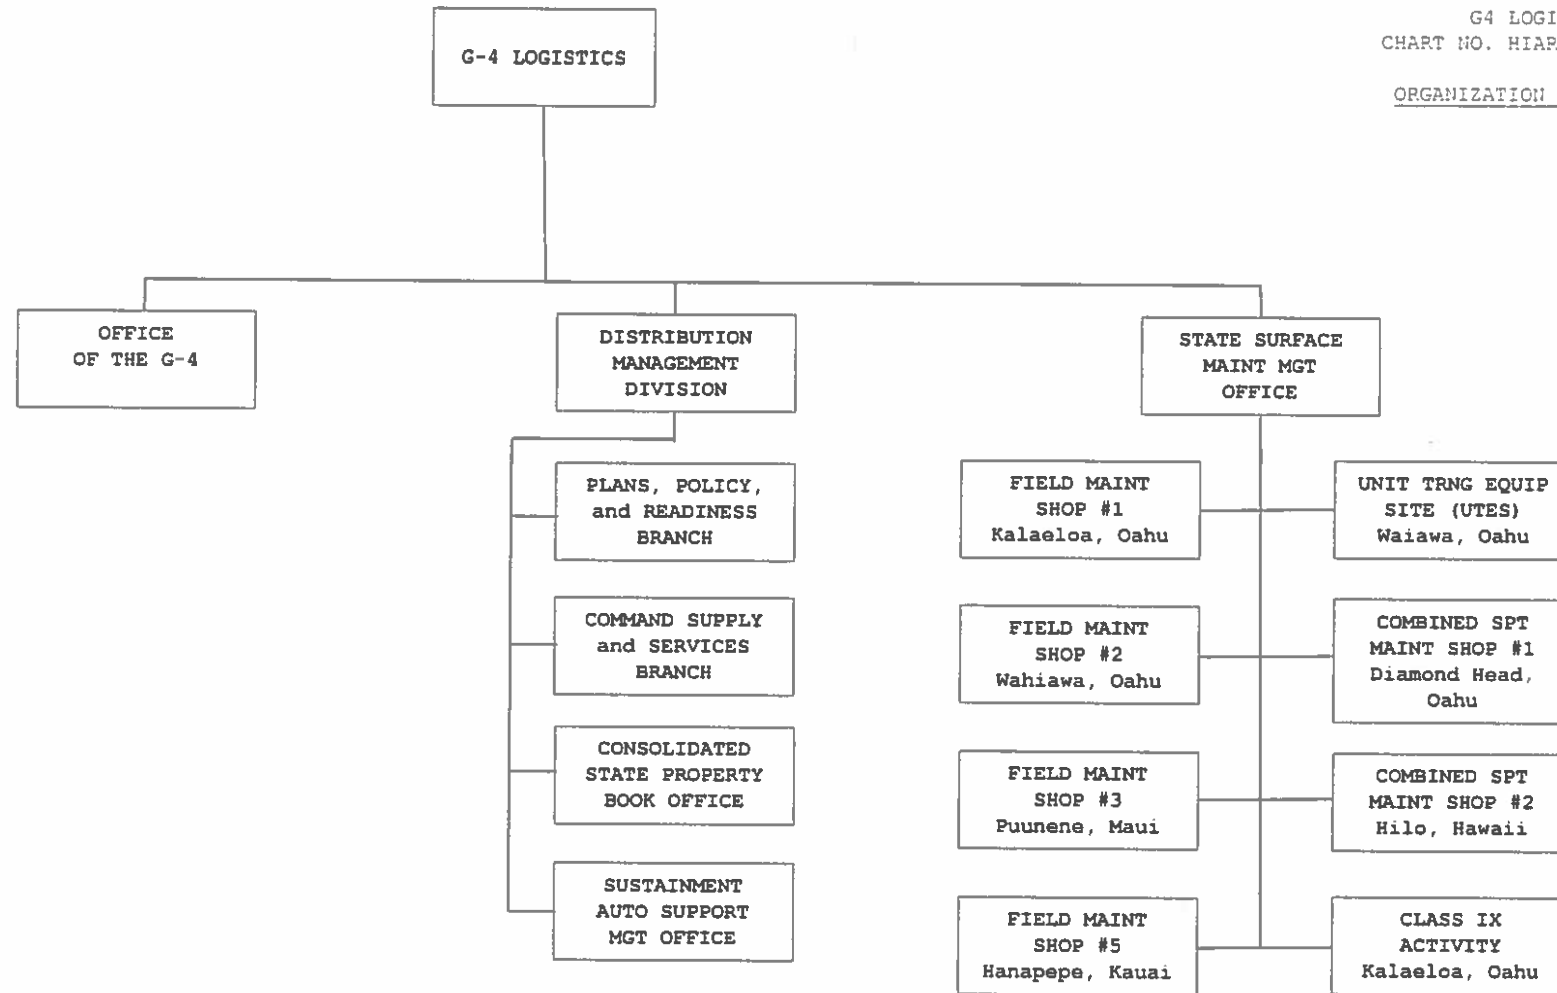 G4 LOGI
CHART NO. HIAR
ORGANIZATION
G-4 LOGISTICS
OFFICE
OF THE G-4
DISTRIBUTION
MANAGEMENT
DIVISION
STATE SURFACE
MAINT MGT
OFFICE
PLANS, POLICY,
and READINESS
BRANCH
COMMAND SUPPLY
and SERVICES
BRANCH
CONSOLIDATED
STATE PROPERTY
BOOK OFFICE
SUSTAINMENT
AUTO SUPPORT
MGT OFFICE
FIELD MAINT
SHOP #1
Kalaeloa, Oahu
UNIT TRNG EQUIP
SITE (UTES)
Waiawa, Oahu
FIELD MAINT
SHOP #2
Wahiawa, Oahu
COMBINED SPT
MAINT SHOP #1
Diamond Head,
Oahu
FIELD MAINT
SHOP #3
Puunene, Maui
COMBINED SPT
MAINT SHOP #2
Hilo, Hawaii
FIELD MAINT
SHOP #5
Hanapepe, Kauai
CLASS IX
ACTIVITY
Kalaeloa, Oahu